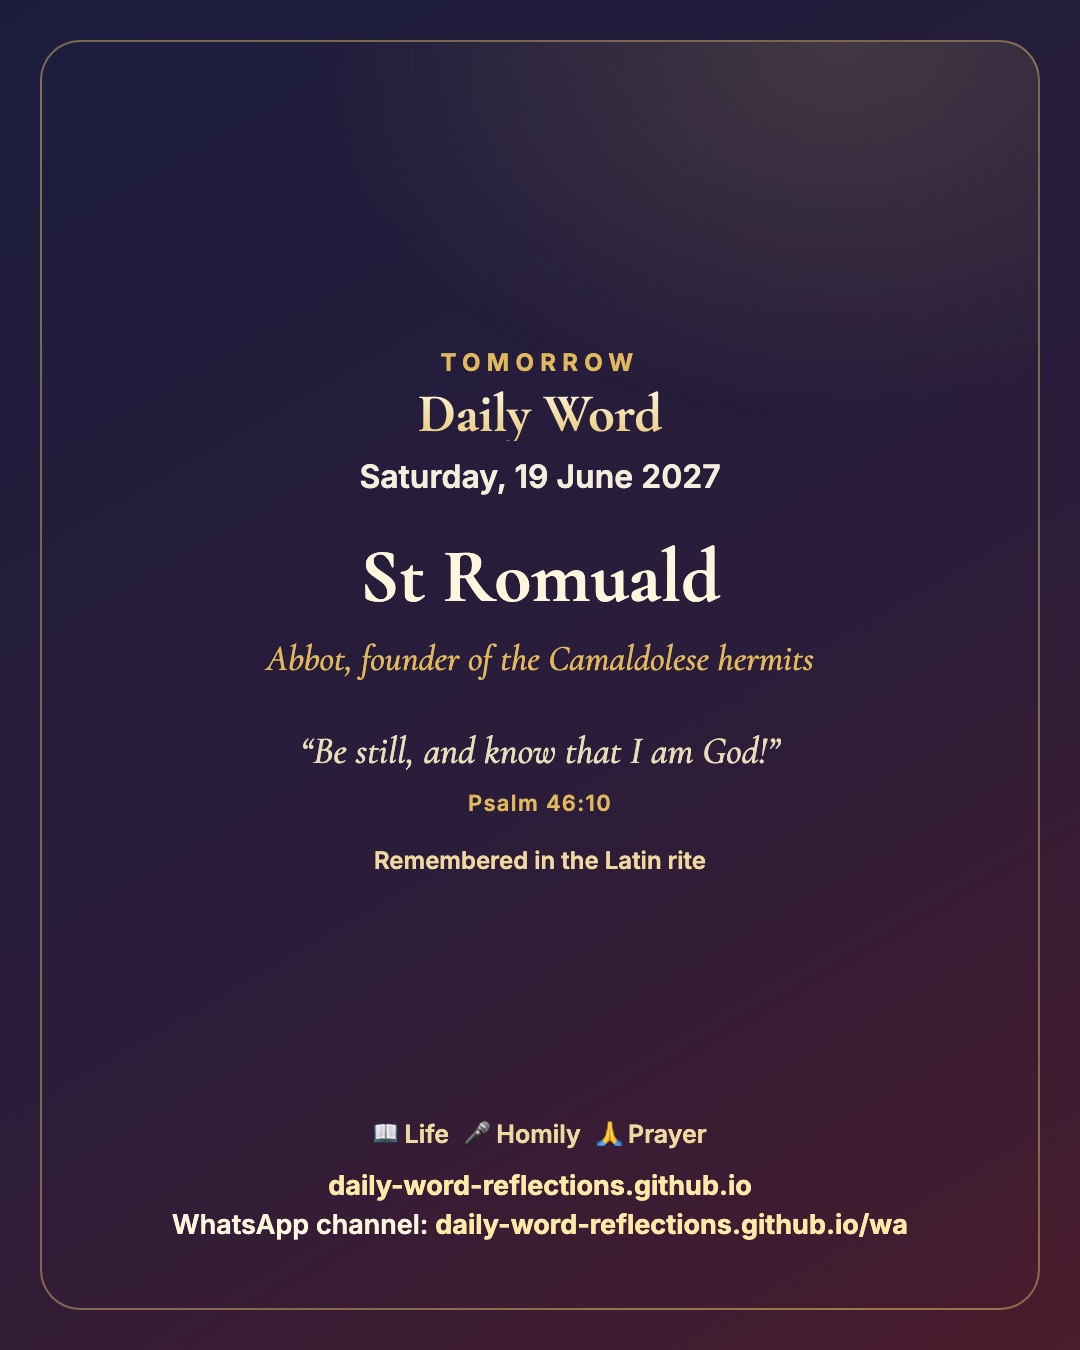 TOMORROW
Daily Word
Saturday, 19 June 2027
St Romuald
Abbot, founder of the Camaldolese hermits
“Be still, and know that I am God!”
Psalm 46:10
Remembered in the Latin rite
📖 Life 🎤 Homily 🙏 Prayer
daily-word-reflections.github.io
WhatsApp channel: daily-word-reflections.github.io/wa